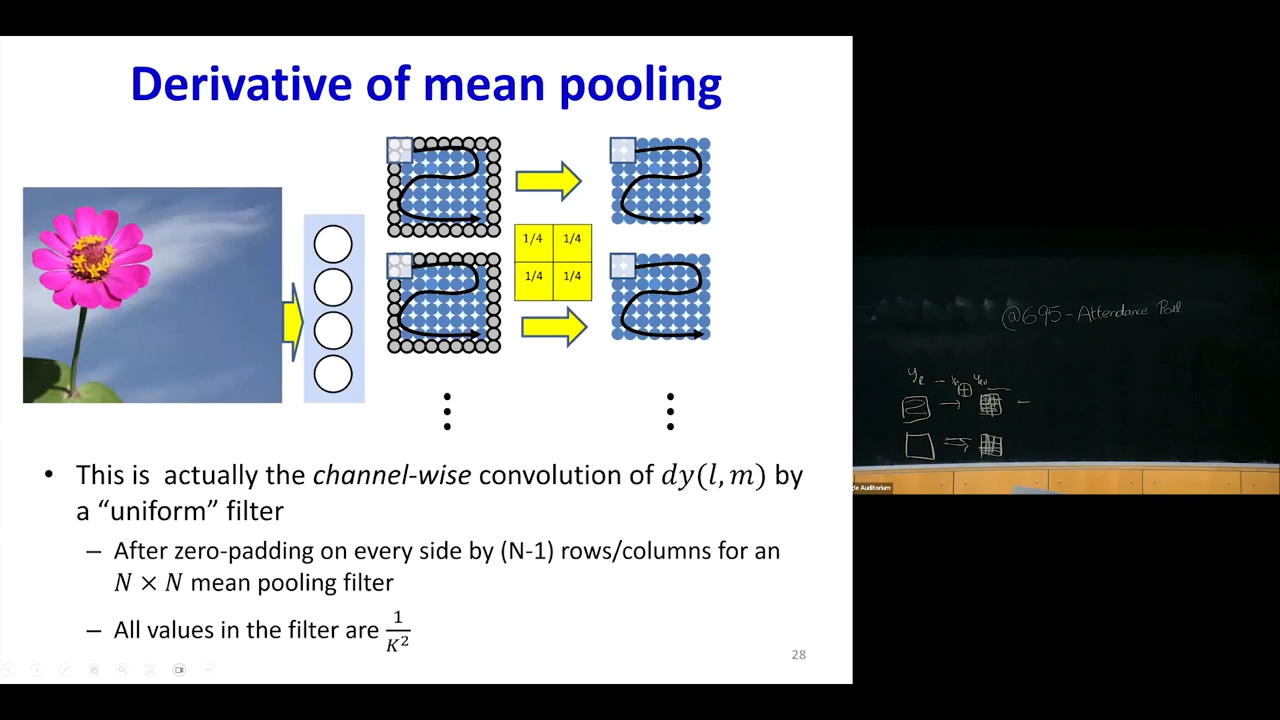 Derivative of mean pooling
1/4 1/4
1/4 1/4
• This is actually the channel-wise convolution of dy(l, m) by
a “uniform” filter
– After zero-padding on every side by (N-1) rows/columns for an
N × N mean pooling filter
– All values in the filter are 1/K²
28
@695-Attendance Poll